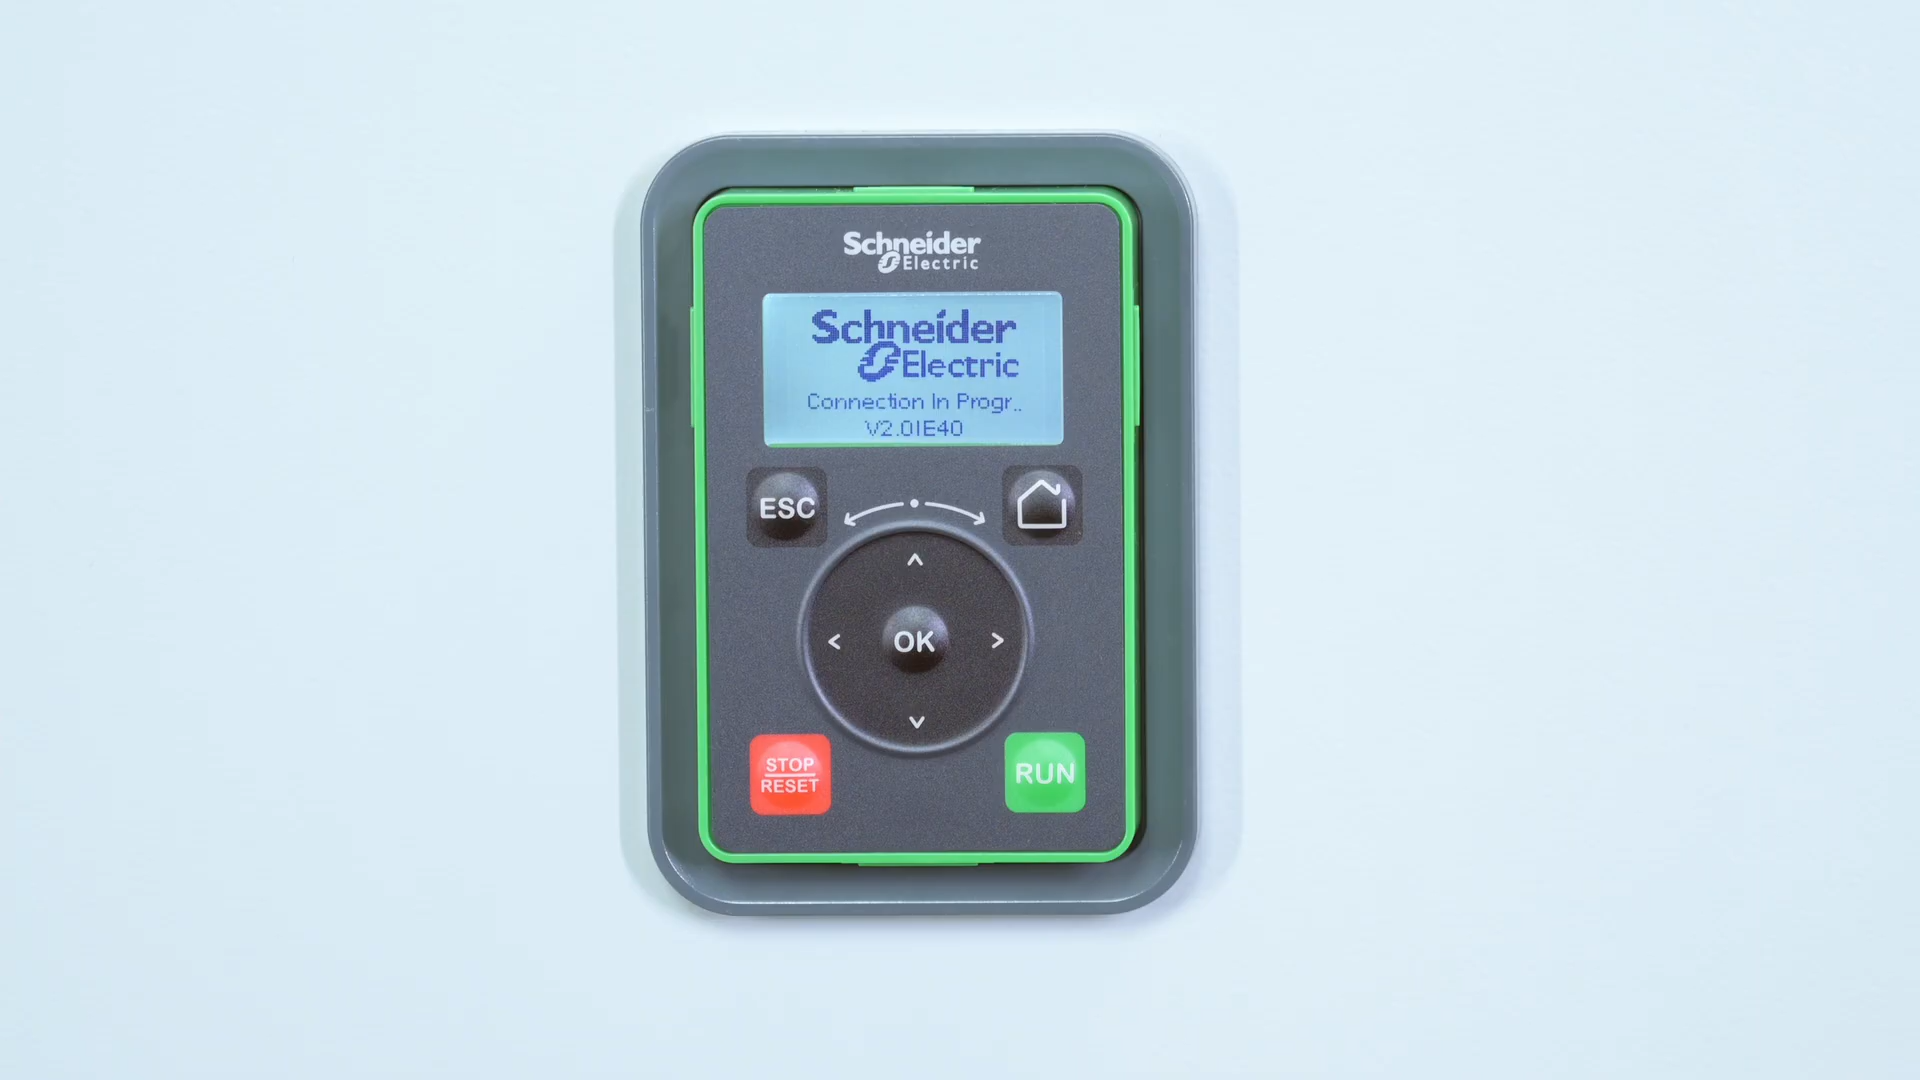 Schneider
Electric
Schneider
Electric
Connection In Progr..
V2.0IE40
ESC
OK
STOP
RESET
RUN